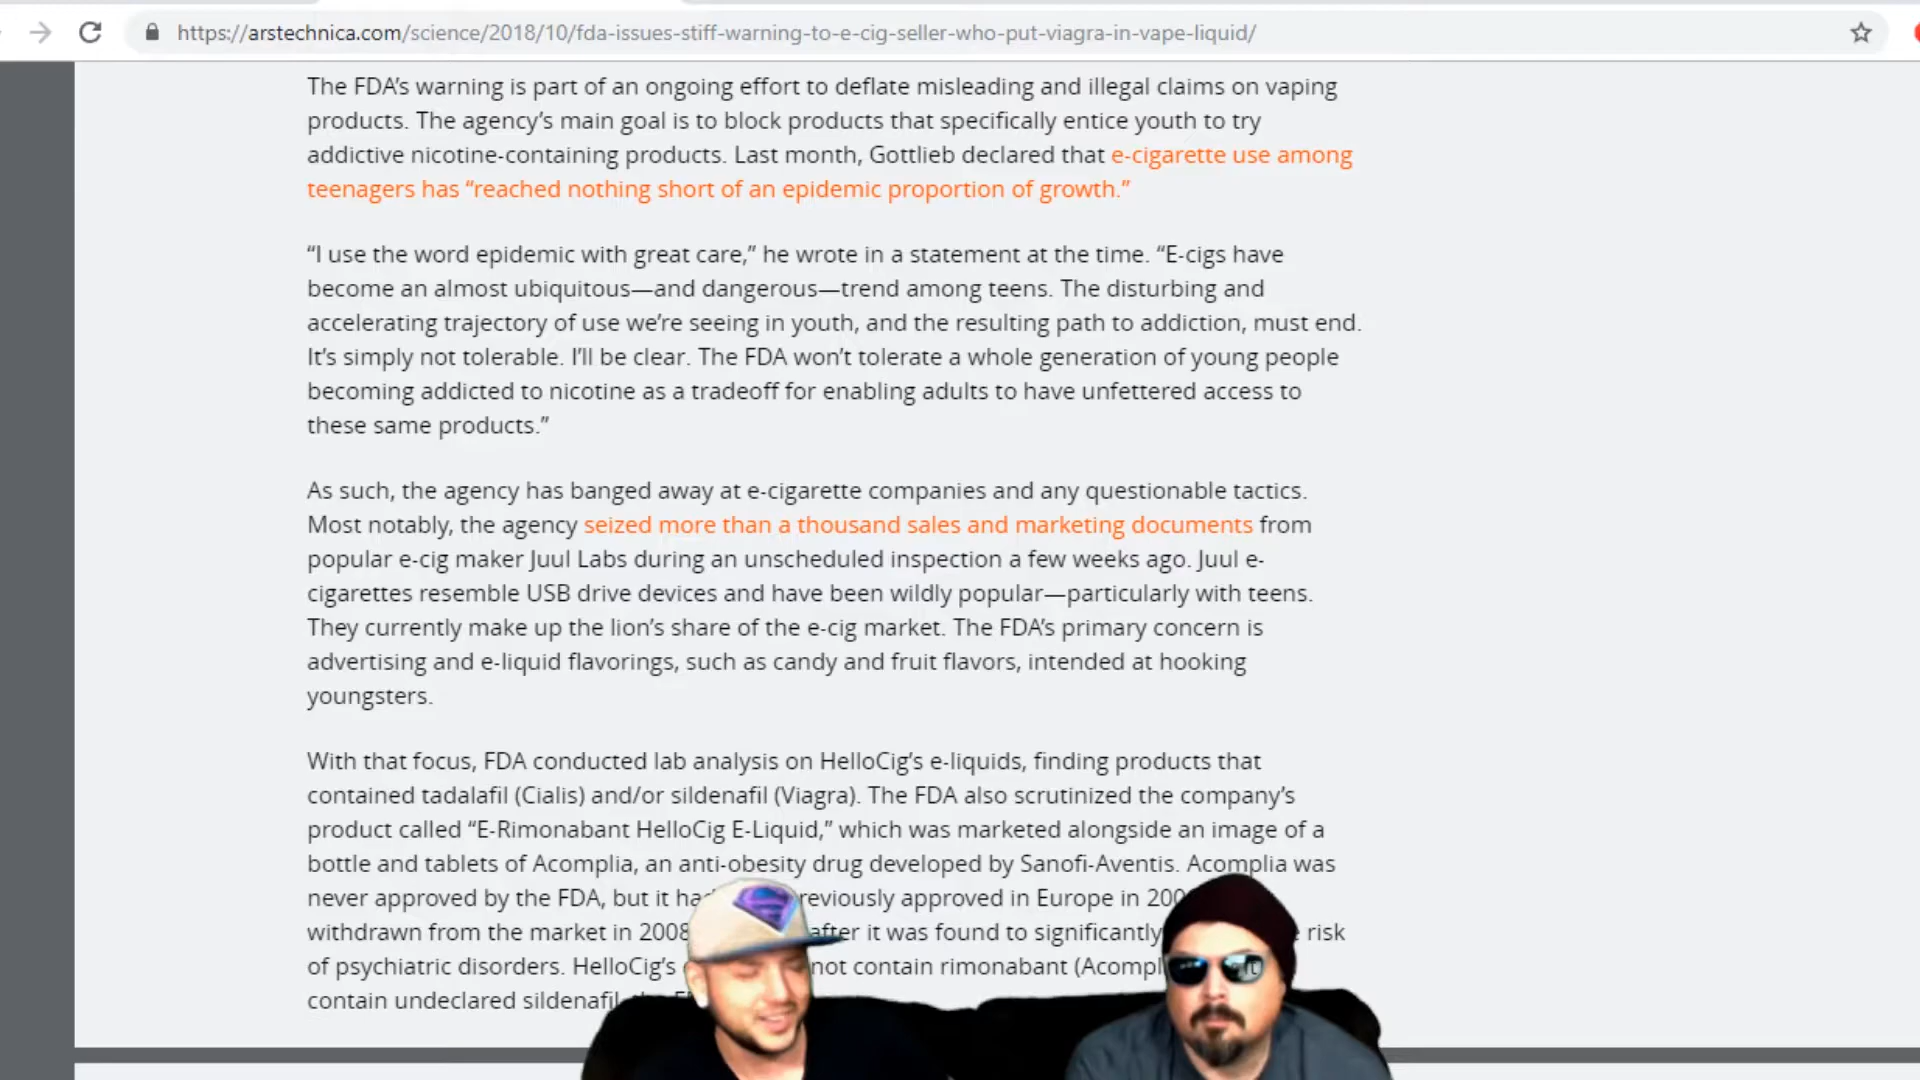 https://arstechnica.com/science/2018/10/fda-issues-stiff-warning-to-e-cig-seller-who-put-viagra-in-vape-liquid/
The FDA’s warning is part of an ongoing effort to deflate misleading and illegal claims on vaping
products. The agency’s main goal is to block products that specifically entice youth to try
addictive nicotine-containing products. Last month, Gottlieb declared that e-cigarette use among
teenagers has “reached nothing short of an epidemic proportion of growth.”
“I use the word epidemic with great care,” he wrote in a statement at the time. “E-cigs have
become an almost ubiquitous—and dangerous—trend among teens. The disturbing and
accelerating trajectory of use we’re seeing in youth, and the resulting path to addiction, must end.
It’s simply not tolerable. I’ll be clear. The FDA won’t tolerate a whole generation of young people
becoming addicted to nicotine as a tradeoff for enabling adults to have unfettered access to
these same products.”
As such, the agency has banged away at e-cigarette companies and any questionable tactics.
Most notably, the agency seized more than a thousand sales and marketing documents from
popular e-cig maker Juul Labs during an unscheduled inspection a few weeks ago. Juul e-
cigarettes resemble USB drive devices and have been wildly popular—particularly with teens.
They currently make up the lion’s share of the e-cig market. The FDA’s primary concern is
advertising and e-liquid flavorings, such as candy and fruit flavors, intended at hooking
youngsters.
With that focus, FDA conducted lab analysis on HelloCig’s e-liquids, finding products that
contained tadalafil (Cialis) and/or sildenafil (Viagra). The FDA also scrutinized the company’s
product called “E-Rimonabant HelloCig E-Liquid,” which was marketed alongside an image of a
bottle and tablets of Acomplia, an anti-obesity drug developed by Sanofi-Aventis. Acomplia was
never approved by the FDA, but it previously approved in Europe in
withdrawn from the market in 2008 after it was found to significantly risk
of psychiatric disorders. HelloCig’s not contain rimonabant
contain undeclared sildenafil